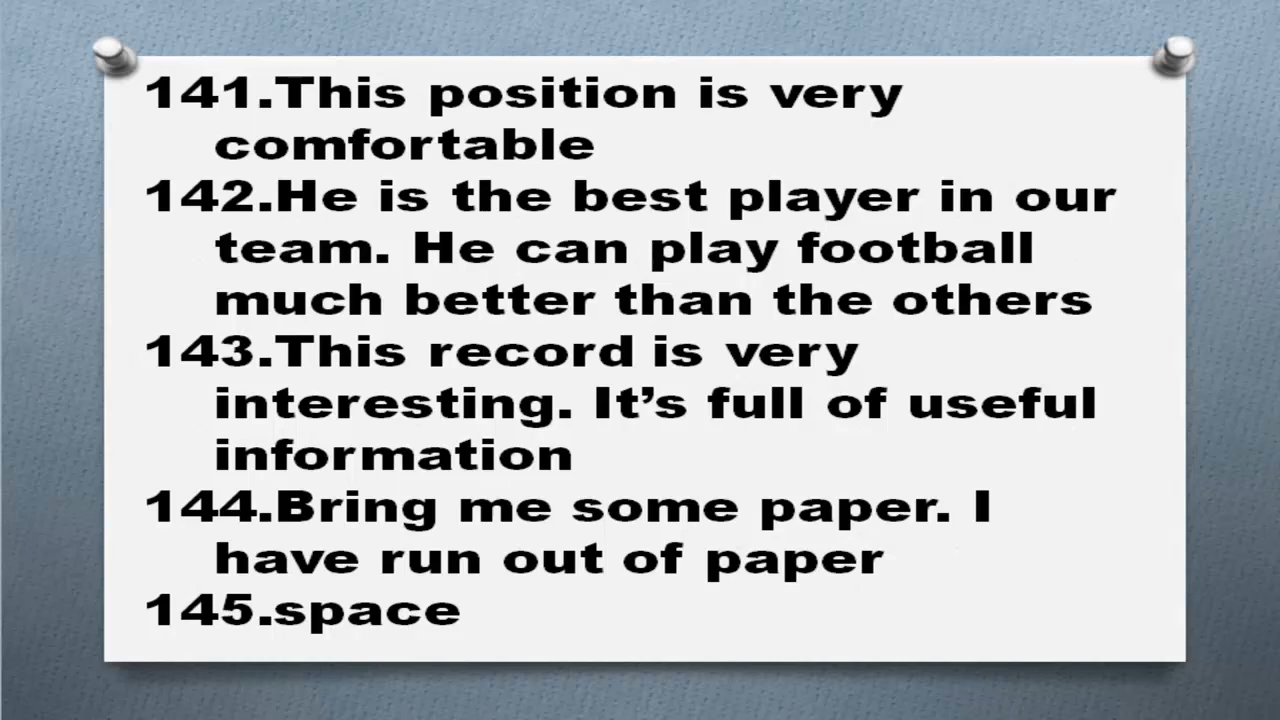 141.This position is very
comfortable
142.He is the best player in our
team. He can play football
much better than the others
143.This record is very
interesting. It’s full of useful
information
144.Bring me some paper. I
have run out of paper
145.space